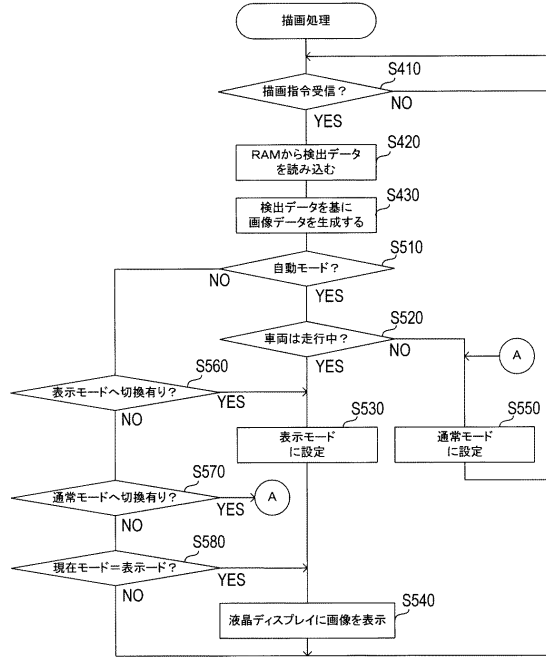 描画処理
S410
描画指令受信？
NO
YES
S420
RAMから検出データ
を読み込む
S430
検出データを基に
画像データを生成する
S510
自動モード？
NO
YES
S520
車両は走行中？
NO
YES
A
S560
表示モードへ切換有り？
YES
NO
S530
表示モード
に設定
S550
通常モード
に設定
S570
通常モードへ切換有り？
YES
A
NO
S580
現在モード＝表示モード？
YES
NO
S540
液晶ディスプレイに画像を表示